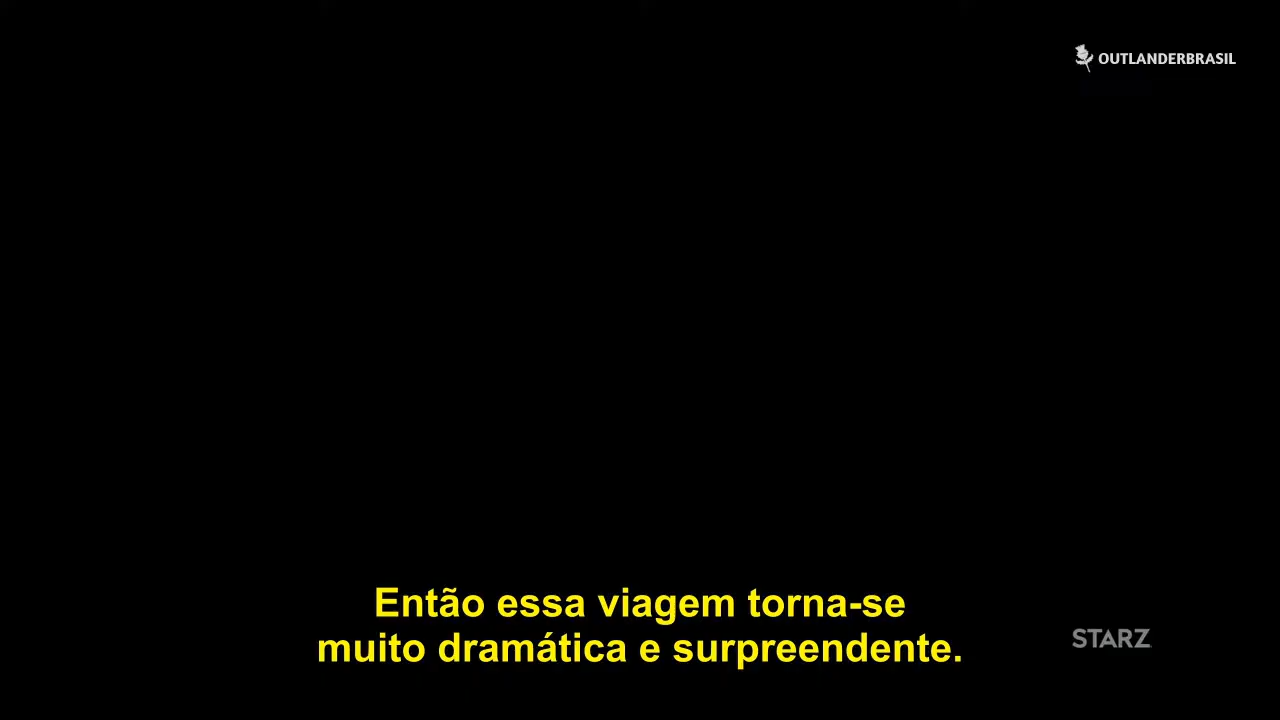 OUTLANDERBRASIL
Então essa viagem torna-se
muito dramática e surpreendente.
STARZ